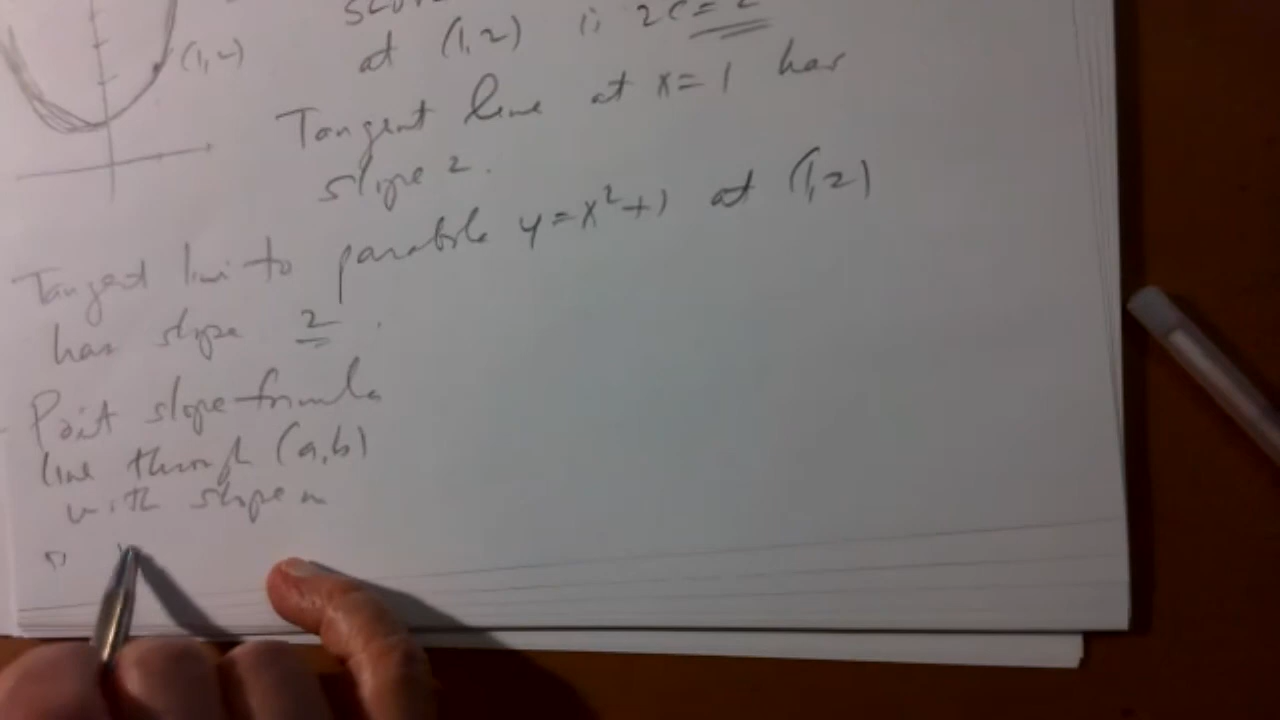 (1,2)
at (1,2) is 2c = 2
Tangent line at x=1 has
slope 2.
Tangent line to parabola y=x²+1 at (1,2)
has slope 2.
Point slope formula
line through (a,b)
with slope m
is